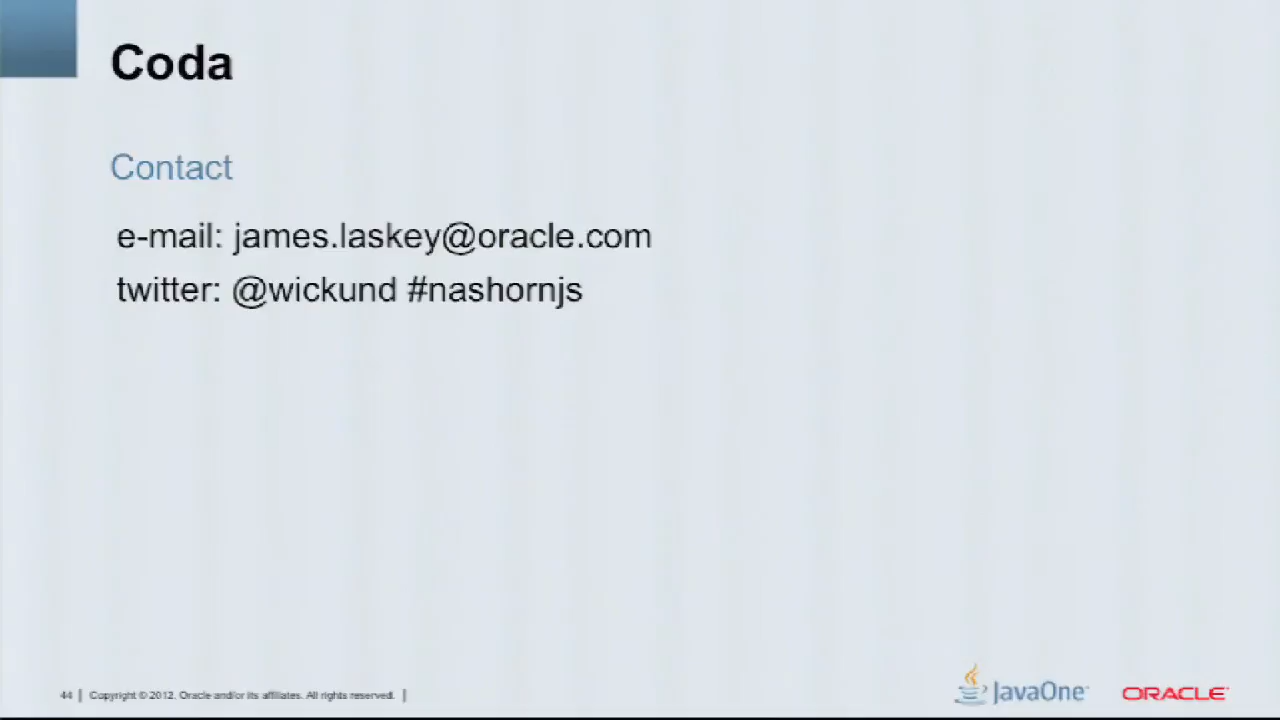 Coda
Contact
e-mail: james.laskey@oracle.com
twitter: @wickund #nashornjs
44 | Copyright © 2012, Oracle and/or its affiliates. All rights reserved. |
JavaOne
ORACLE